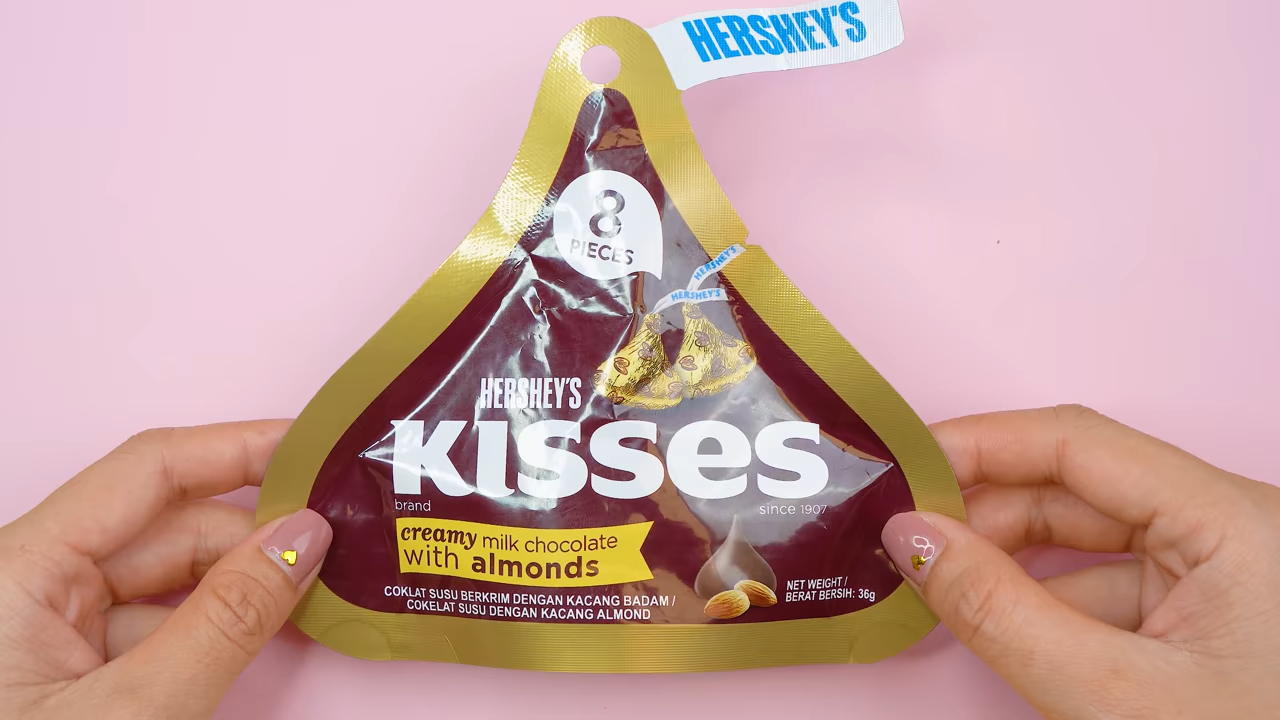 HERSHEY'S
8
PIECES
HERSHEY'S
HERSHEY'S
HERSHEY'S
KISSES
brand
since 1907
creamy milk chocolate
with almonds
COKLAT SUSU BERKRIM DENGAN KACANG BADAM /
COKELAT SUSU DENGAN KACANG ALMOND
NET WEIGHT /
BERAT BERSIH: 36g